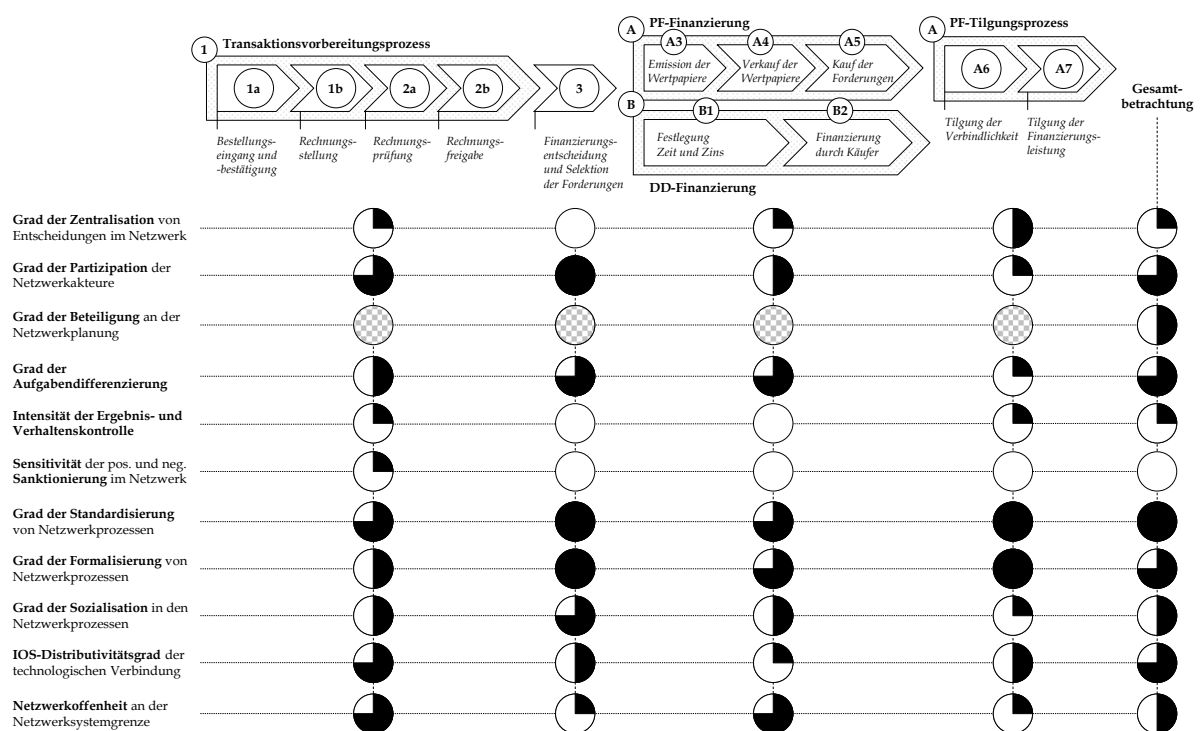 1
Transaktionsvorbereitungsprozess
1a
1b
2a
2b
3
Bestellungs-
eingang und
-bestätigung
Rechnungs-
stellung
Rechnungs-
prüfung
Rechnungs-
freigabe
Finanzierungs-
entscheidung
und Selektion
der Forderungen
A
PF-Finanzierung
A3
A4
A5
Emission der
Wertpapiere
Verkauf der
Wertpapiere
Kauf der
Forderungen
B
B1
B2
Festlegung
Zeit und Zins
Finanzierung
durch Käufer
DD-Finanzierung
A
PF-Tilgungsprozess
A6
A7
Tilgung der
Verbindlichkeit
Tilgung der
Finanzierungs-
leistung
Gesamt-
betrachtung
Grad der Zentralisation von
Entscheidungen im Netzwerk
Grad der Partizipation der
Netzwerkakteure
Grad der Beteiligung an der
Netzwerkplanung
Grad der
Aufgabendifferenzierung
Intensität der Ergebnis- und
Verhaltenskontrolle
Sensitivität der pos. und neg.
Sanktionierung im Netzwerk
Grad der Standardisierung
von Netzwerkprozessen
Grad der Formalisierung von
Netzwerkprozessen
Grad der Sozialisation in den
Netzwerkprozessen
IOS-Distributivitätsgrad der
technologischen Verbindung
Netzwerkoffenheit an der
Netzwerksystemgrenze